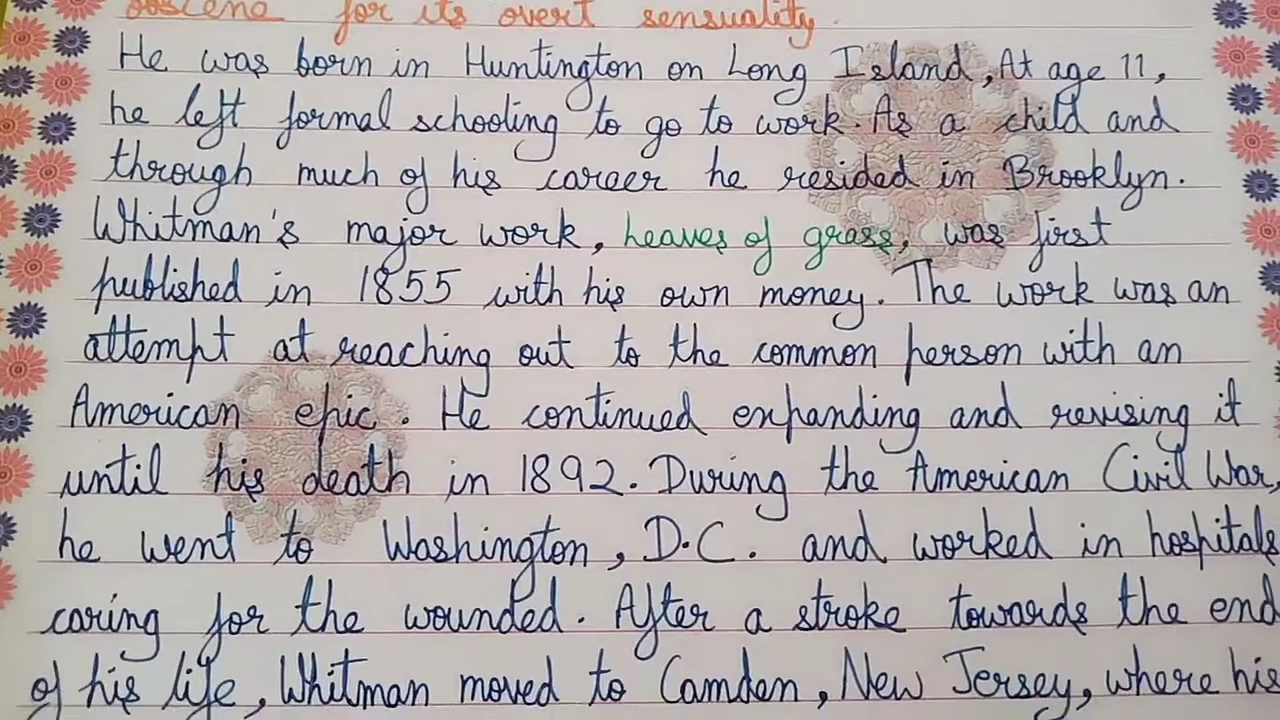 obscene for its overt sensuality.
He was born in Huntington on Long Island, At age 11,
he left formal schooling to go to work. As a child and
through much of his career he resided in Brooklyn.
Whitman's major work, Leaves of grass, was first
published in 1855 with his own money. The work was an
attempt at reaching out to the common person with an
American epic. He continued expanding and revising it
until his death in 1892. During the American Civil War,
he went to Washington, D.C. and worked in hospitals
caring for the wounded. After a stroke towards the end
of his life, Whitman moved to Camden, New Jersey, where his